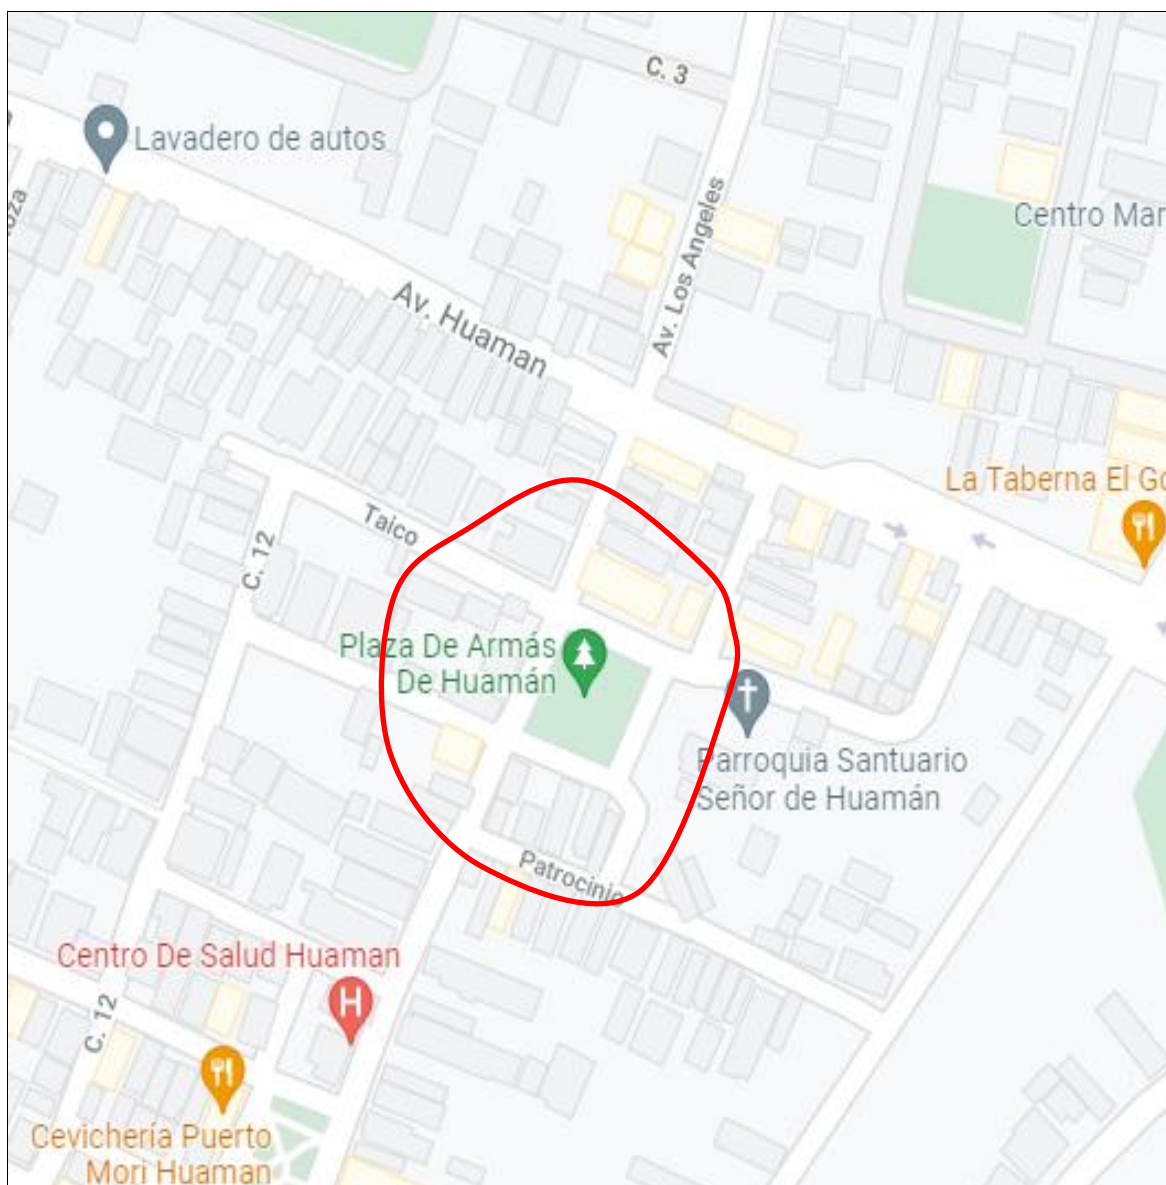 C. 3
Lavadero de autos
Centro Mar
Av. Los Angeles
Av. Huaman
La Taberna El Go
Taico
C. 12
Plaza De Armás
De Huamán
Parroquia Santuario
Señor de Huamán
Patrocinio
Centro De Salud Huaman
H
C. 12
Cevichería Puerto
Mori Huaman